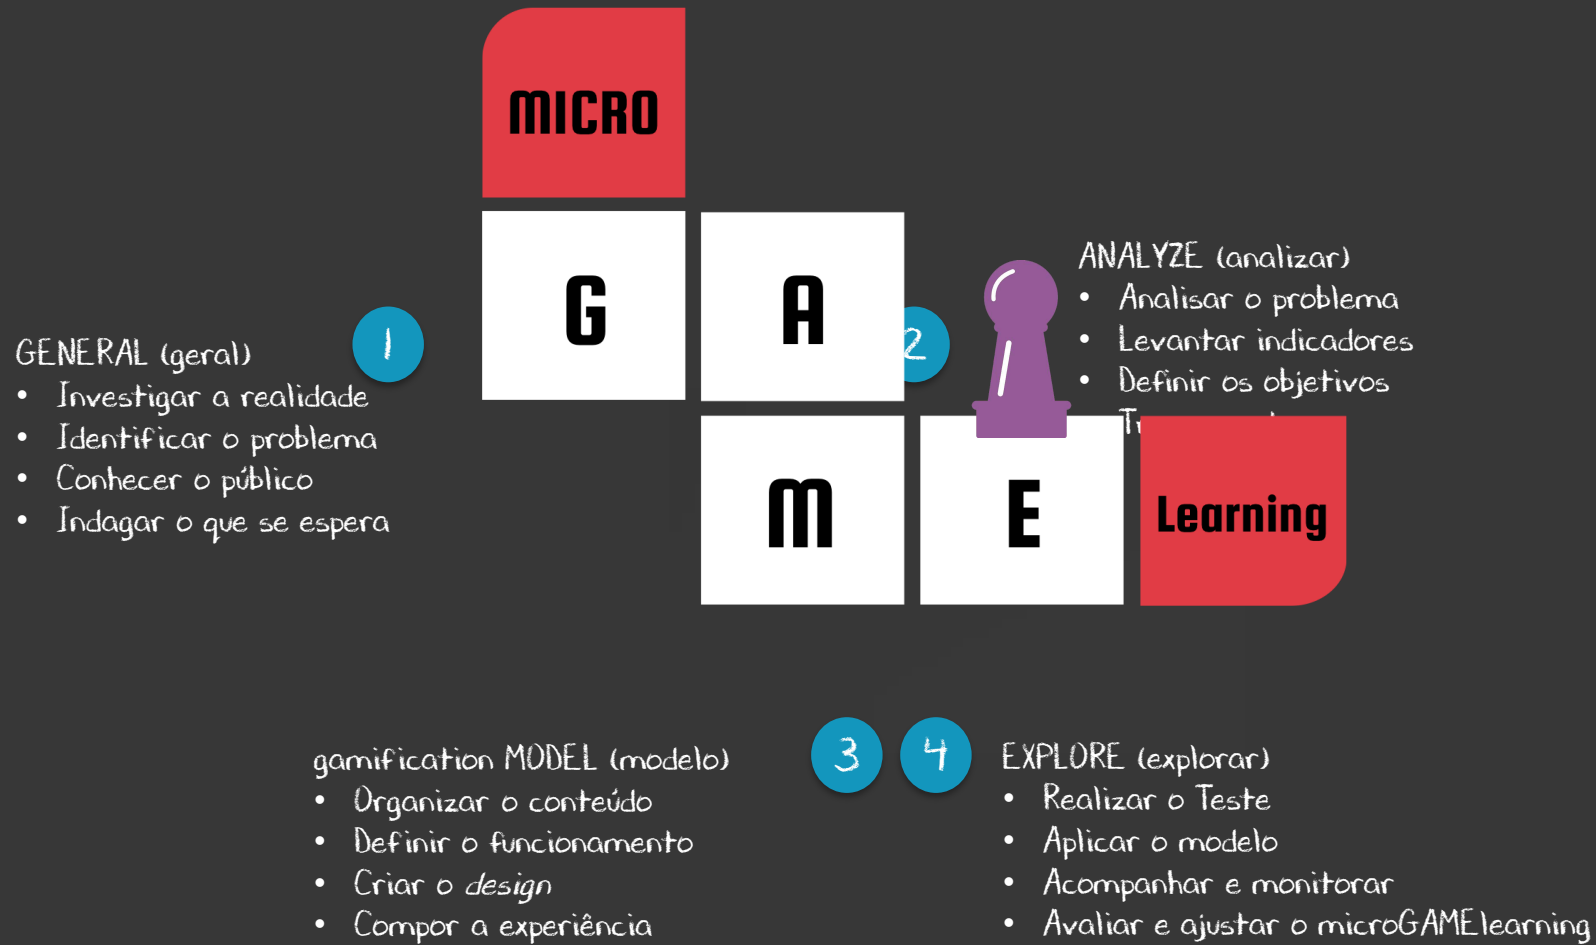 MICRO
G
A
M
E
Learning
1
GENERAL (geral)
• Investigar a realidade
• Identificar o problema
• Conhecer o público
• Indagar o que se espera
2
ANALYZE (analizar)
• Analisar o problema
• Levantar indicadores
• Definir os objetivos
3
gamification MODEL (modelo)
• Organizar o conteúdo
• Definir o funcionamento
• Criar o design
• Compor a experiência
4
EXPLORE (explorar)
• Realizar o Teste
• Aplicar o modelo
• Acompanhar e monitorar
• Avaliar e ajustar o microGAMElearning